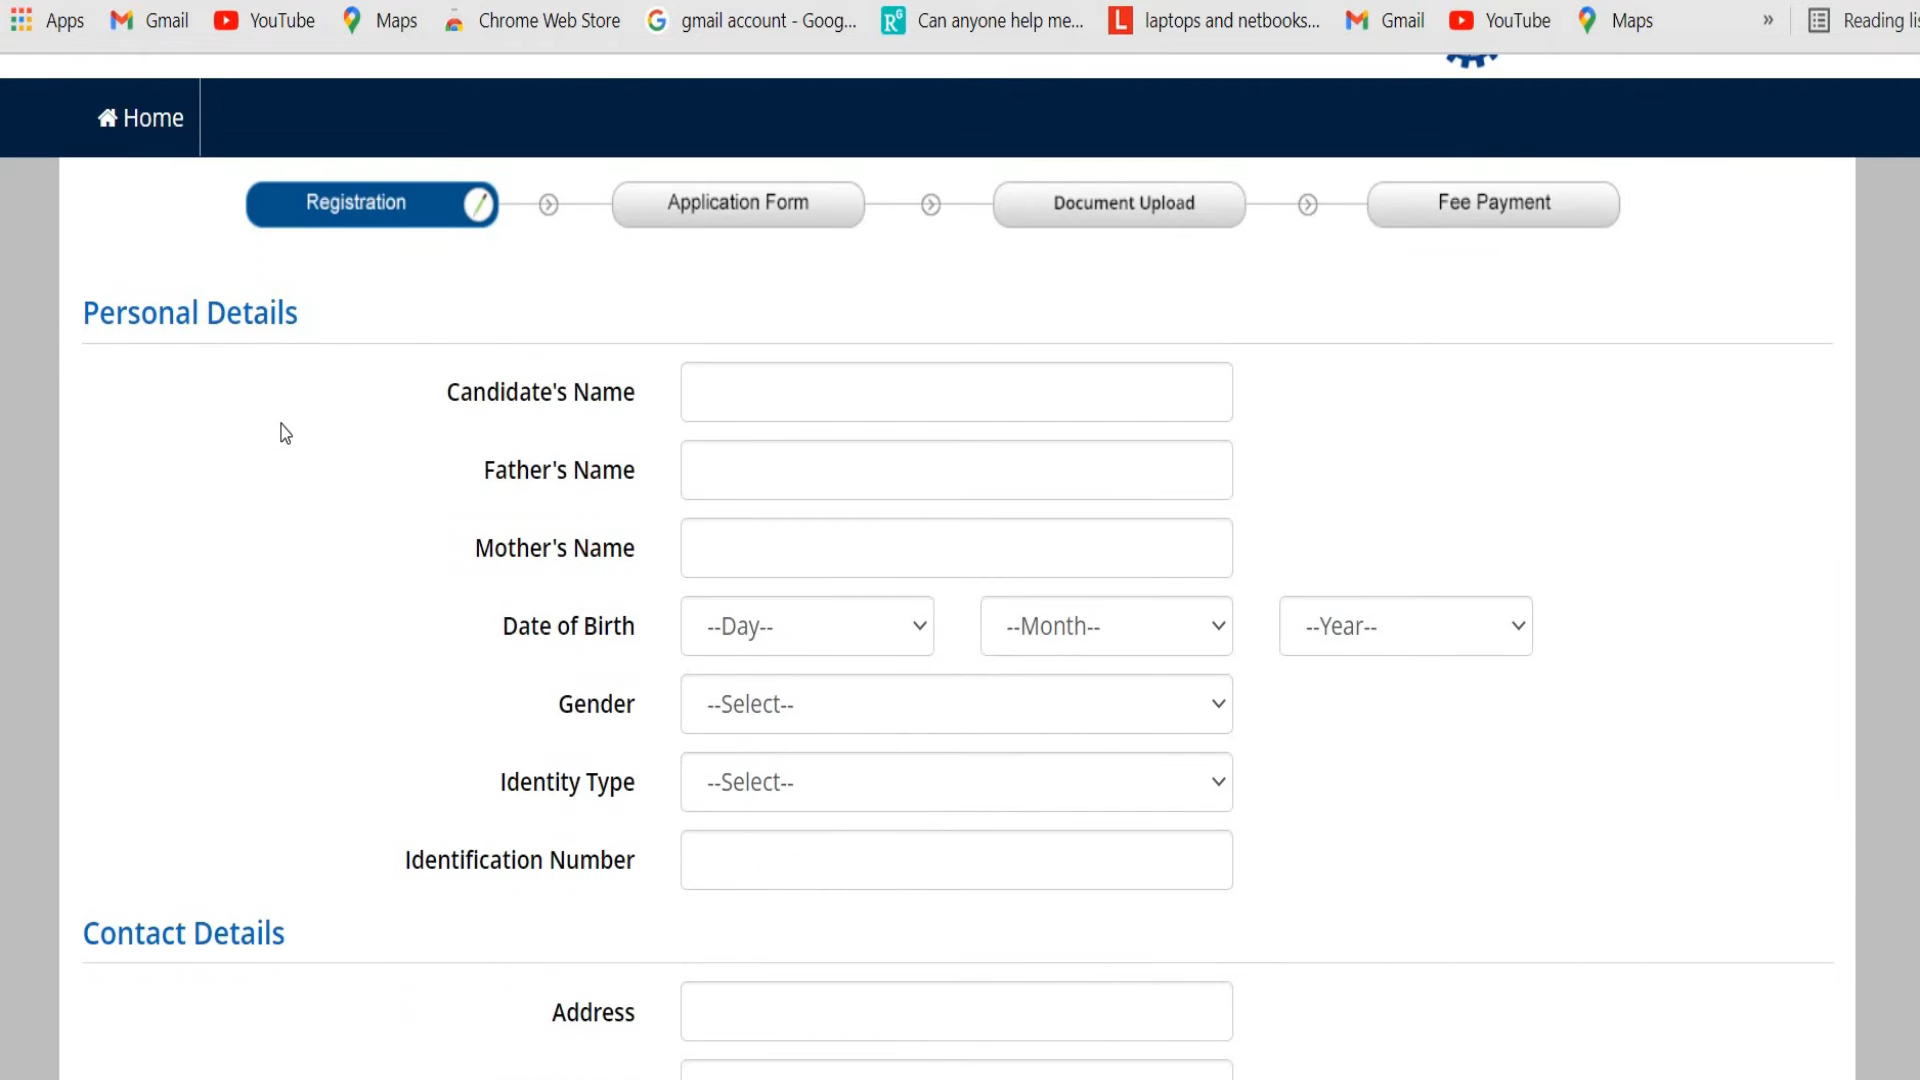 Apps Gmail YouTube Maps Chrome Web Store gmail account - Goog... Can anyone help me... laptops and netbooks... Gmail YouTube Maps » Reading lis
Home
Registration Application Form Document Upload Fee Payment
Personal Details
Candidate's Name
Father's Name
Mother's Name
Date of Birth --Day-- --Month-- --Year--
Gender --Select--
Identity Type --Select--
Identification Number
Contact Details
Address